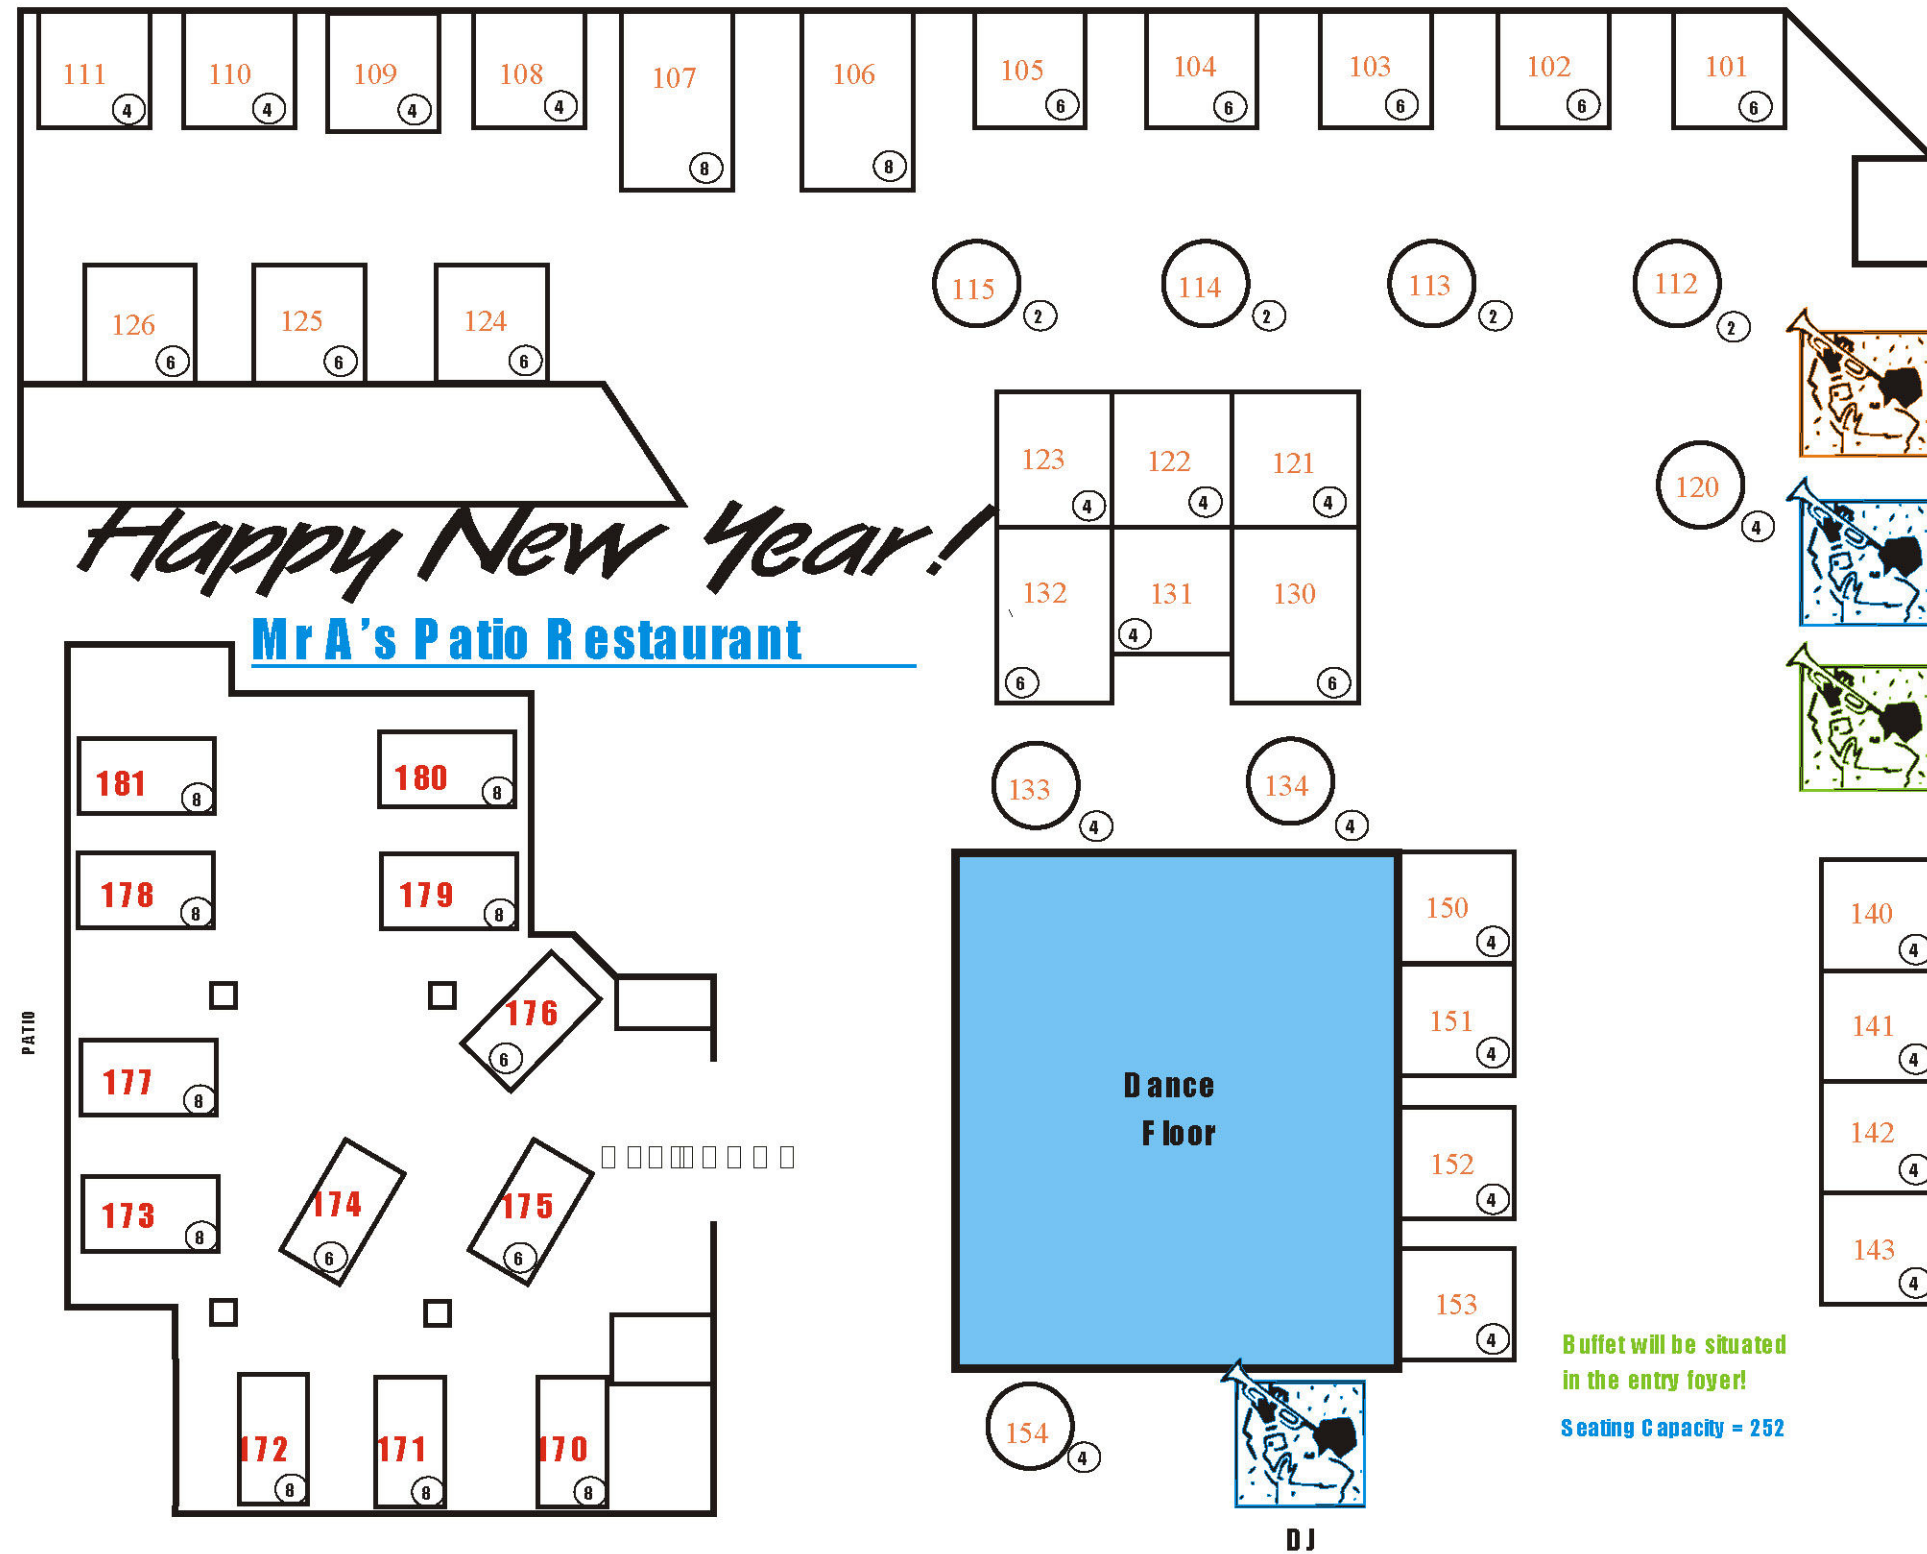 111 110 109 108 107 106 105 104 103 102 101
4 4 4 4 8 8 6 6 6 6 6
126 125 124 115 114 113 112
6 6 6 2 2 2 2
123 122 121 120
4 4 4 4
Happy New Year!
132 131 130
4
6 6
Mr A's Patio Restaurant
181 180 133 134
8 8 4 4
178 179 150 140
8 8 4 4
176 151 141
6 4 4
PATIO
177
8
Dance
Floor
173 174 175 152 142
8 6 6 4 4
153 143
4 4
Buffet will be situated
in the entry foyer!
Seating Capacity = 252
172 171 170 154
8 8 8 4
DJ